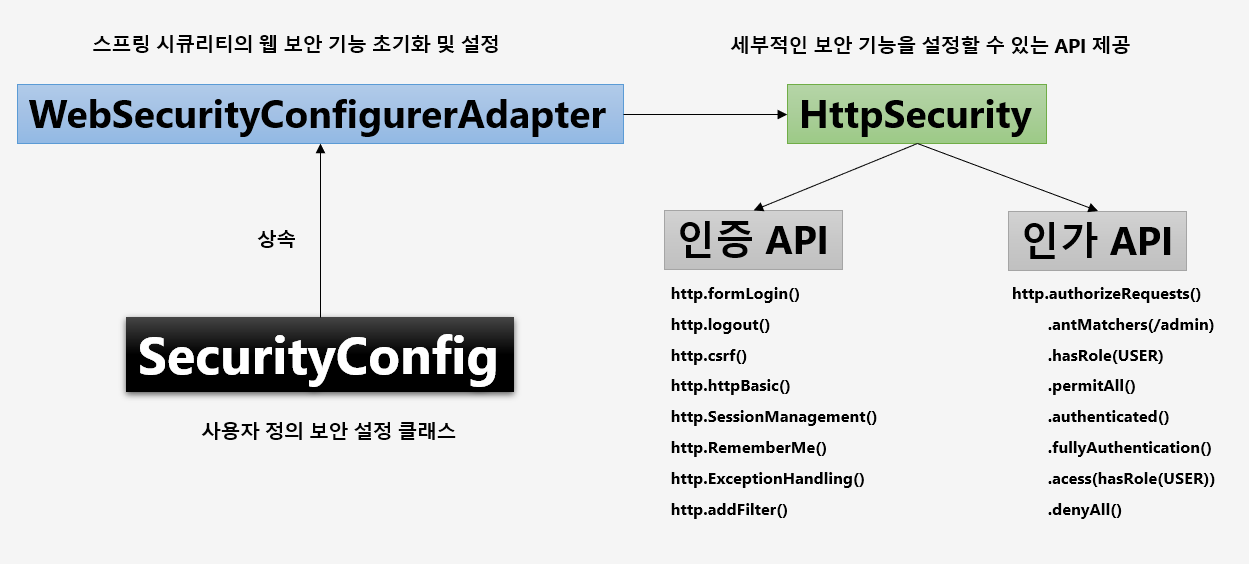 스프링 시큐리티의 웹 보안 기능 초기화 및 설정
WebSecurityConfigurerAdapter
상속
SecurityConfig
사용자 정의 보안 설정 클래스
세부적인 보안 기능을 설정할 수 있는 API 제공
HttpSecurity
인증 API
http.formLogin()
http.logout()
http.csrf()
http.httpBasic()
http.SessionManagement()
http.RememberMe()
http.ExceptionHandling()
http.addFilter()
인가 API
http.authorizeRequests()
.antMatchers(/admin)
.hasRole(USER)
.permitAll()
.authenticated()
.fullyAuthentication()
.acess(hasRole(USER))
.denyAll()